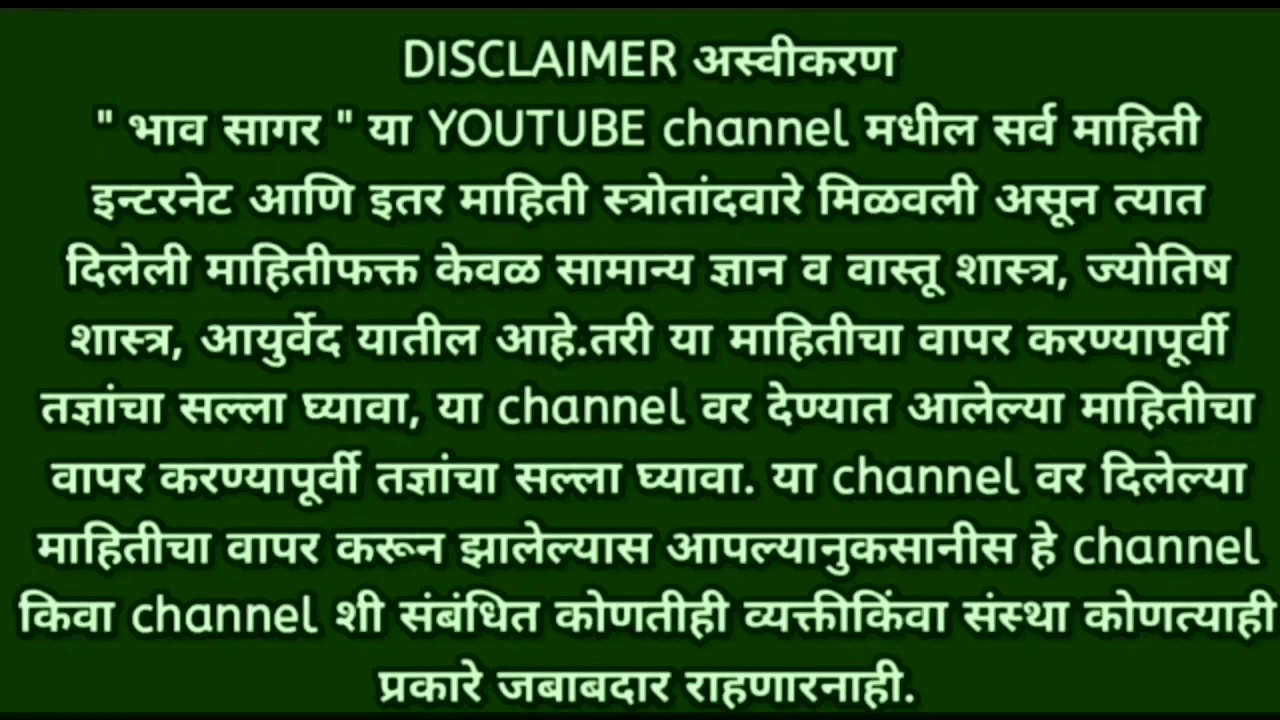 DISCLAIMER अस्वीकरण
" भाव सागर " या YOUTUBE channel मधील सर्व माहिती
इन्टरनेट आणि इतर माहिती स्त्रोतांदवारे मिळवली असून त्यात
दिलेली माहितीफक्त केवळ सामान्य ज्ञान व वास्तू शास्त्र, ज्योतिष
शास्त्र, आयुर्वेद यातील आहे.तरी या माहितीचा वापर करण्यापूर्वी
तज्ञांचा सल्ला घ्यावा, या channel वर देण्यात आलेल्या माहितीचा
वापर करण्यापूर्वी तज्ञांचा सल्ला घ्यावा. या channel वर दिलेल्या
माहितीचा वापर करून झालेल्यास आपल्यानुकसानीस हे channel
किवा channel शी संबंधित कोणतीही व्यक्तीकिंवा संस्था कोणत्याही
प्रकारे जबाबदार राहणारनाही.